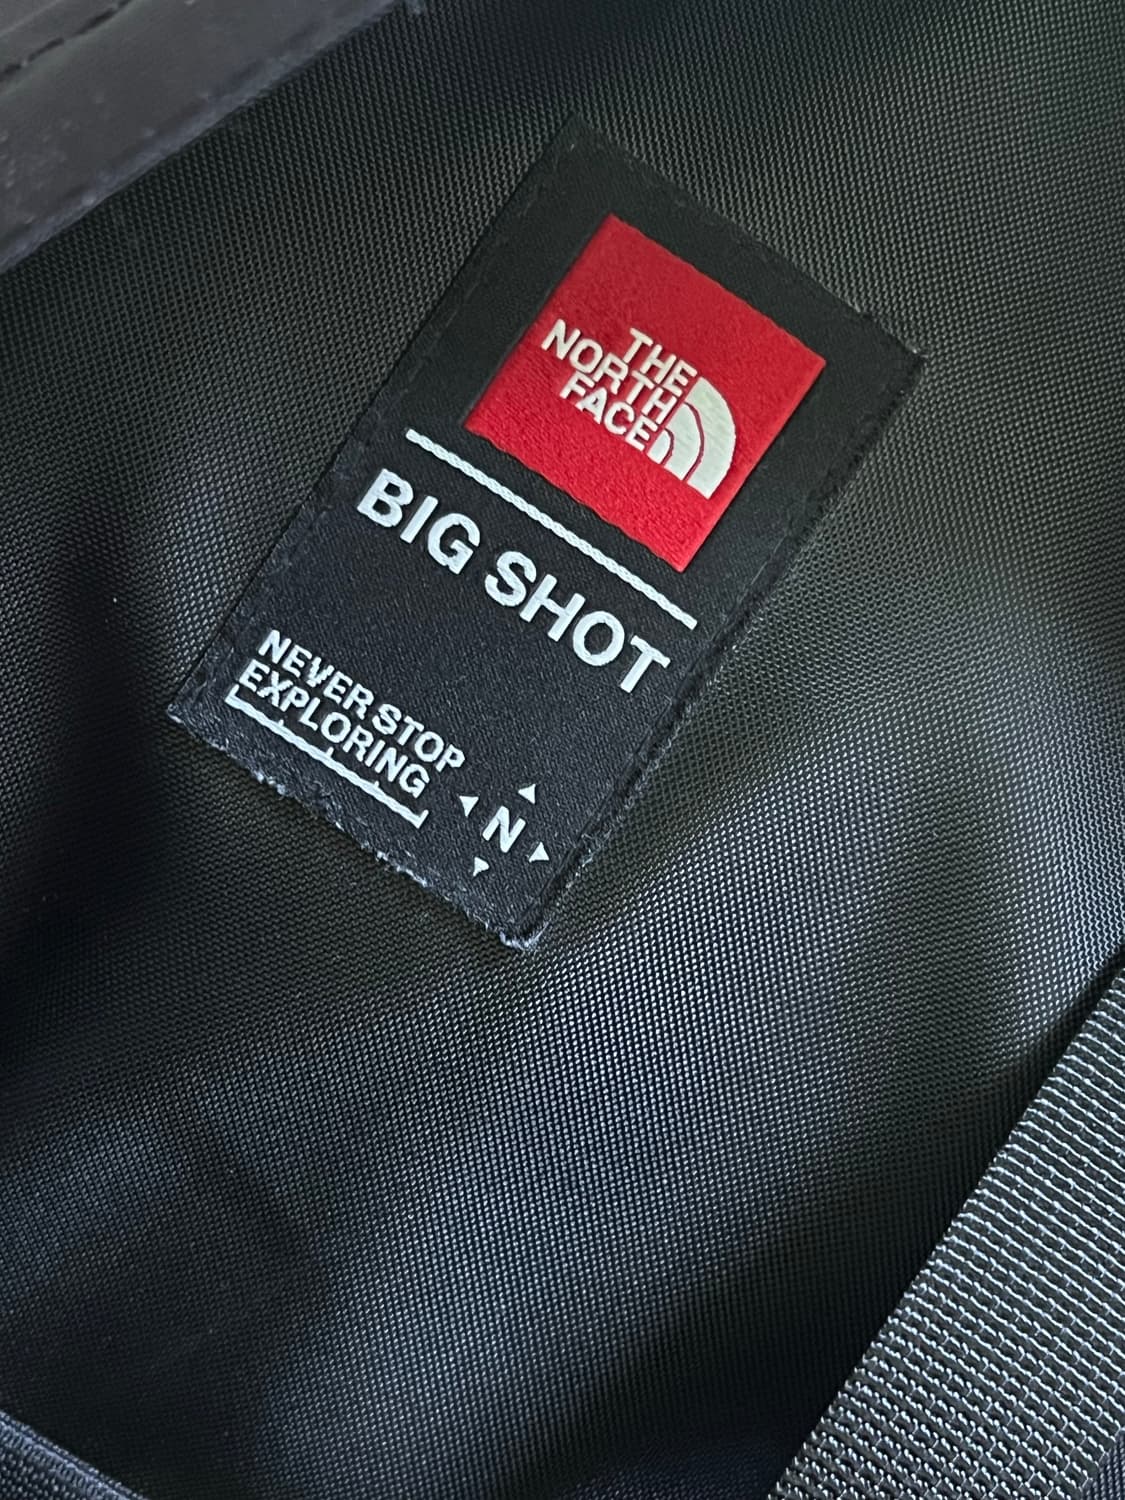 THE
NORTH
FACE
BIG SHOT
NEVER STOP
EXPLORING
N